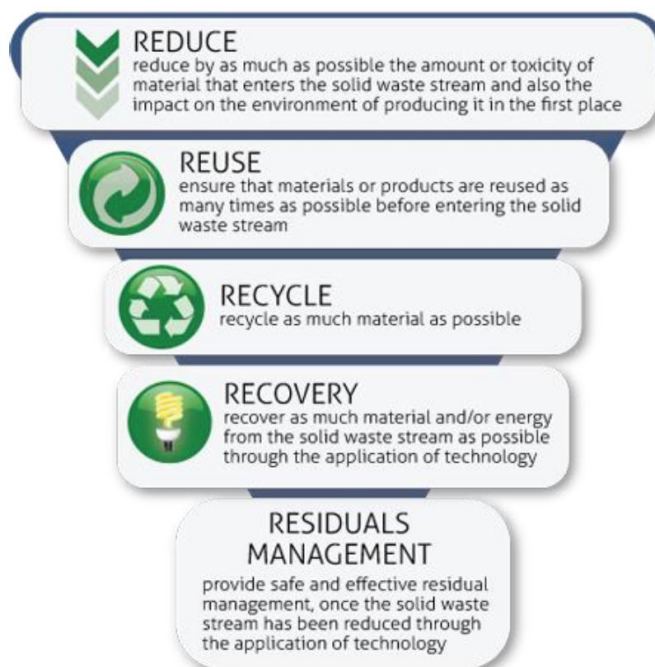 REDUCE
reduce by as much as possible the amount or toxicity of
material that enters the solid waste stream and also the
impact on the environment of producing it in the first place
REUSE
ensure that materials or products are reused as
many times as possible before entering the solid
waste stream
RECYCLE
recycle as much material as possible
RECOVERY
recover as much material and/or energy
from the solid waste stream as possible
through the application of technology
RESIDUALS
MANAGEMENT
provide safe and effective residual
management, once the solid waste
stream has been reduced through
the application of technology